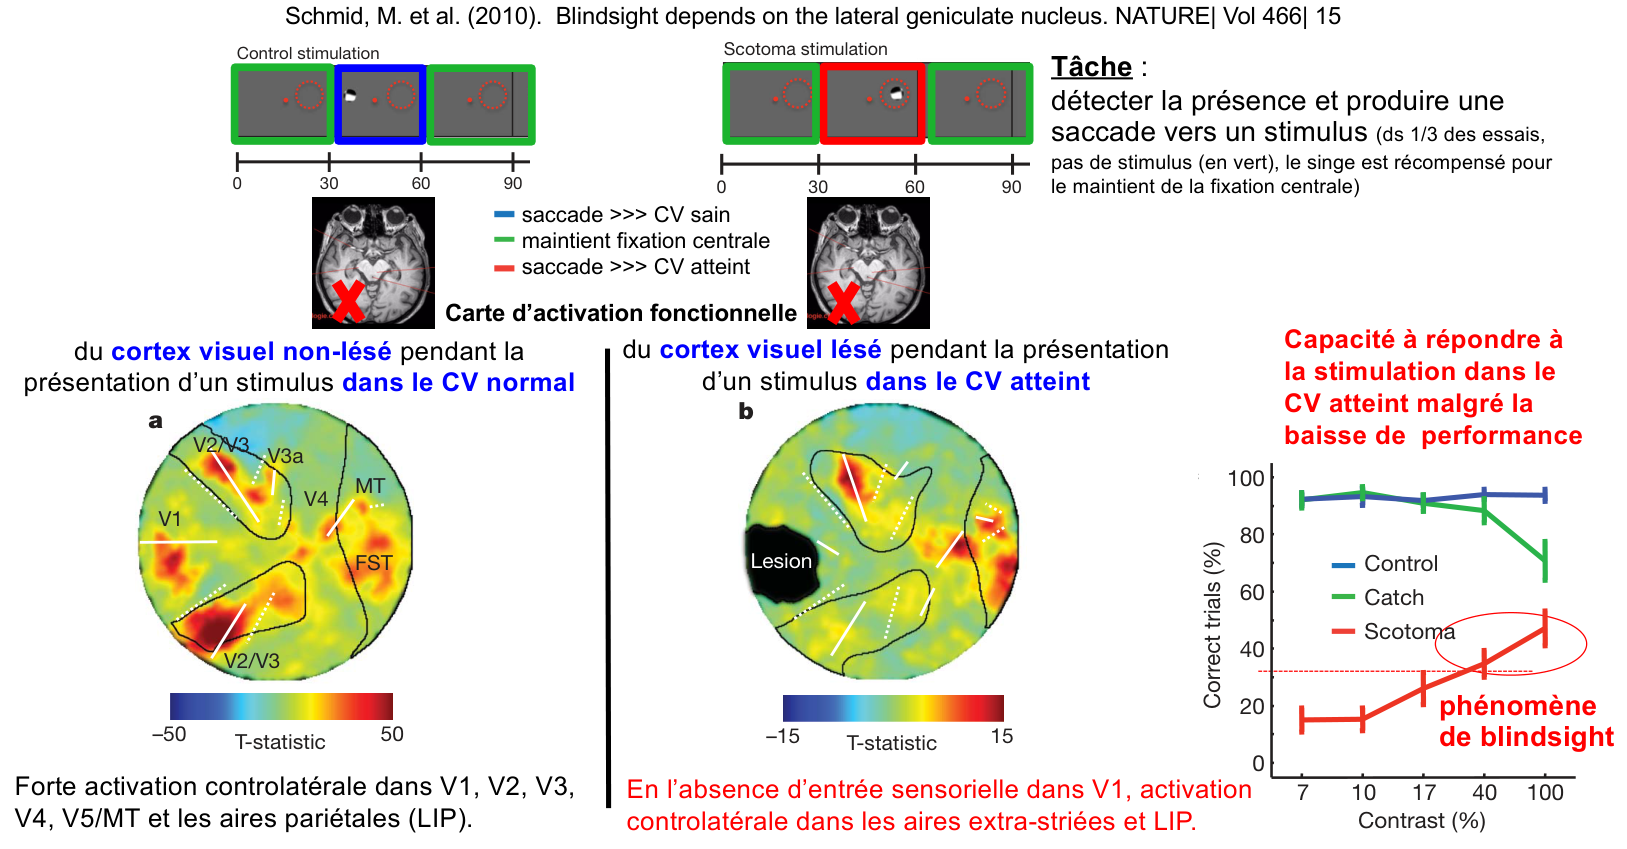 Schmid, M. et al. (2010).  Blindsight depends on the lateral geniculate nucleus. NATURE| Vol 466| 15
Control stimulation
0 30 60 90
Scotoma stimulation
0 30 60 90
Tâche :
détecter la présence et produire une
saccade vers un stimulus (ds 1/3 des essais,
pas de stimulus (en vert), le singe est récompensé pour
le maintient de la fixation centrale)
saccade >>> CV sain
maintient fixation centrale
saccade >>> CV atteint
Carte d'activation fonctionnelle
du cortex visuel non-lésé pendant la
présentation d'un stimulus dans le CV normal
a
V2/V3
V3a
V4
MT
V1
FST
V2/V3
−50 50
T-statistic
Forte activation controlatérale dans V1, V2, V3,
V4, V5/MT et les aires pariétales (LIP).
du cortex visuel lésé pendant la présentation
d'un stimulus dans le CV atteint
b
Lesion
−15 15
T-statistic
En l'absence d'entrée sensorielle dans V1, activation
controlatérale dans les aires extra-striées et LIP.
Capacité à répondre à
la stimulation dans le
CV atteint malgré la
baisse de  performance
Correct trials (%)
100
80
60
40
20
0
Control
Catch
Scotoma
phénomène
de blindsight
7 10 17 40 100
Contrast (%)